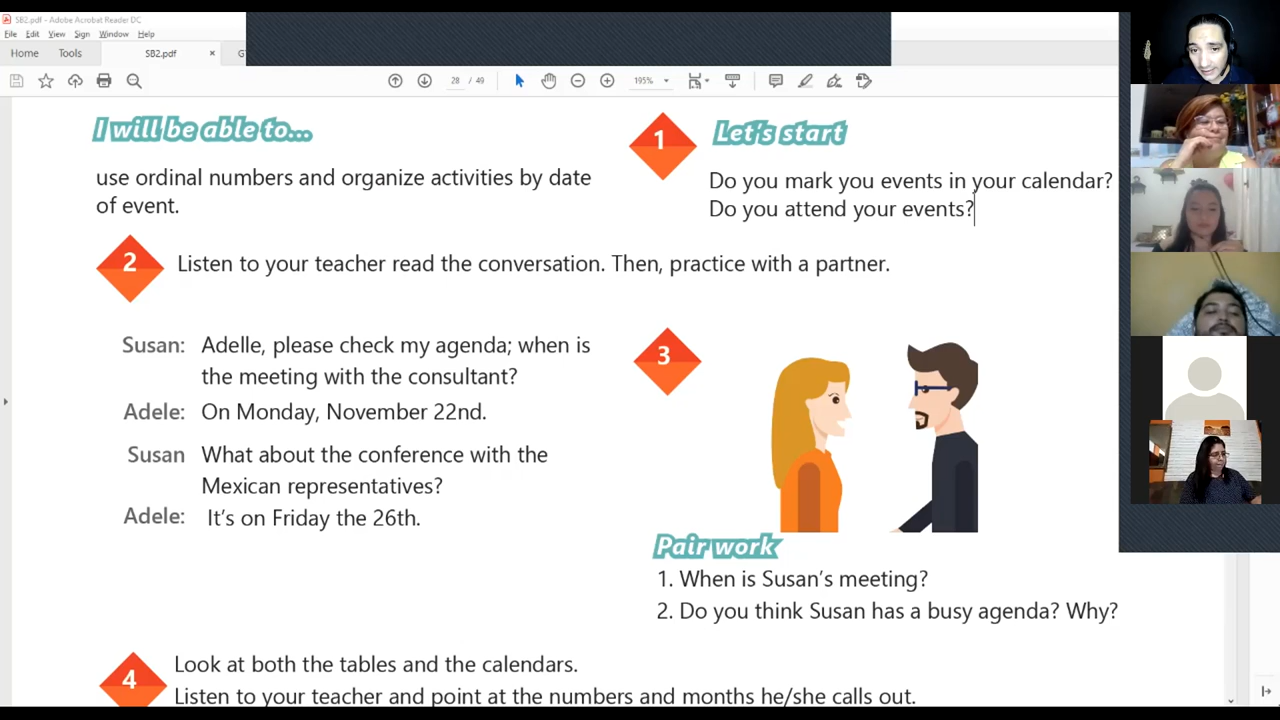 SB2.pdf - Adobe Acrobat Reader DC
File Edit View Sign Window Help
Home Tools SB2.pdf ×
28 / 49 195%
I will be able to...
use ordinal numbers and organize activities by date
of event.
1 Let's start
Do you mark you events in your calendar?
Do you attend your events?
2 Listen to your teacher read the conversation. Then, practice with a partner.
Susan: Adelle, please check my agenda; when is
the meeting with the consultant?
Adele: On Monday, November 22nd.
Susan What about the conference with the
Mexican representatives?
Adele: It's on Friday the 26th.
3
Pair work
1. When is Susan's meeting?
2. Do you think Susan has a busy agenda? Why?
4 Look at both the tables and the calendars.
Listen to your teacher and point at the numbers and months he/she calls out.